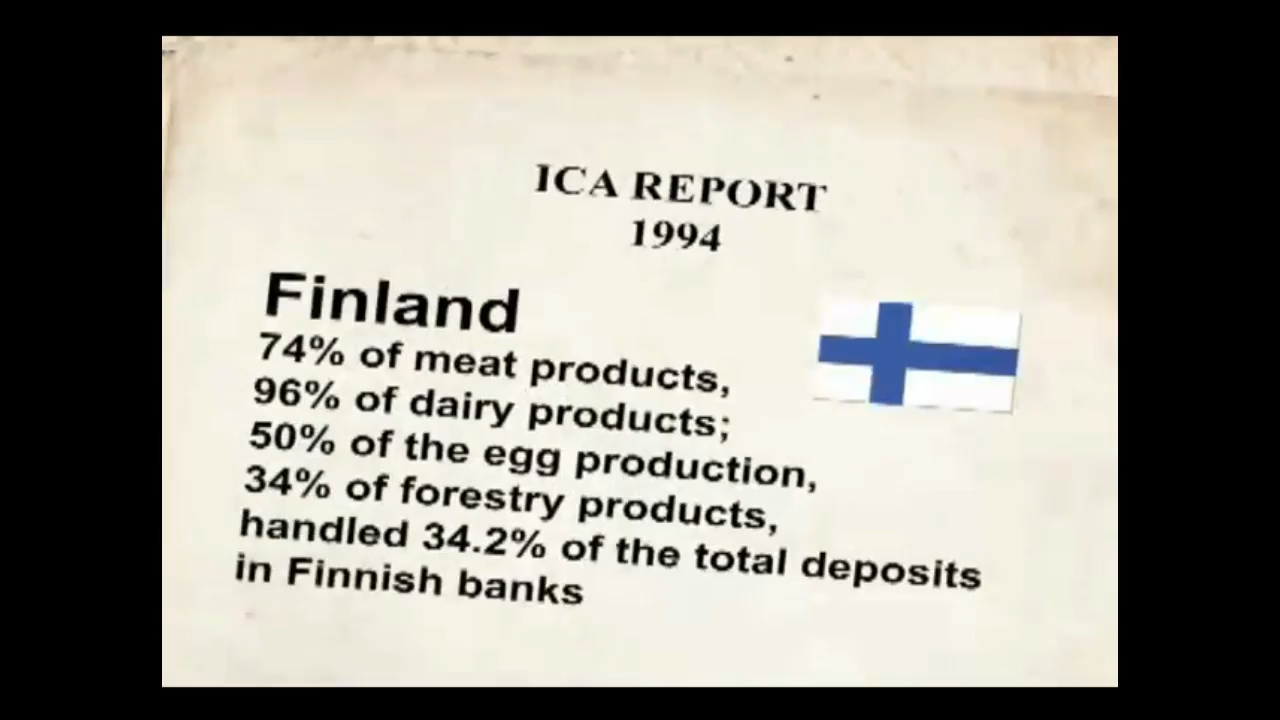 ICA REPORT
1994
Finland
74% of meat products,
96% of dairy products;
50% of the egg production,
34% of forestry products,
handled 34.2% of the total deposits
in Finnish banks